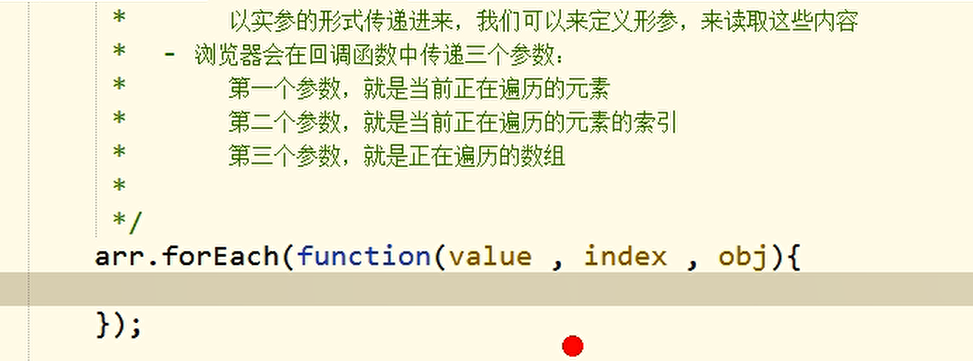 * 以实参的形式传递进来，我们可以来定义形参，来读取这些内容
* - 浏览器会在回调函数中传递三个参数：
* 第一个参数，就是当前正在遍历的元素
* 第二个参数，就是当前正在遍历的元素的索引
* 第三个参数，就是正在遍历的数组
*
*/
arr.forEach(function(value , index , obj){
});